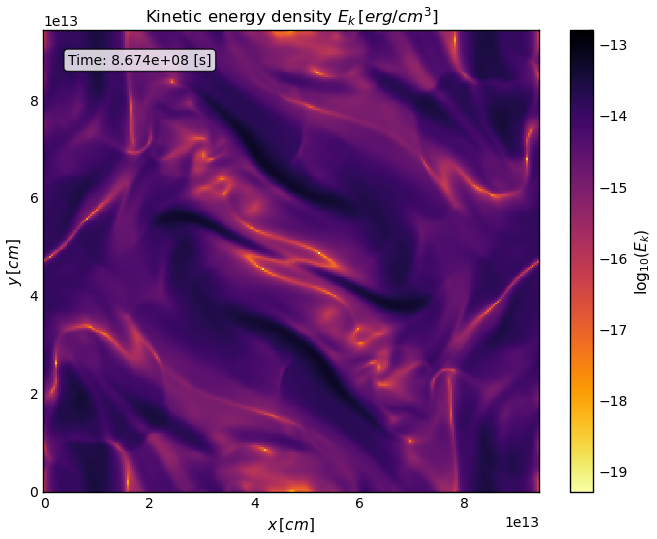 Kinetic energy density E_k [erg/cm^3]
1e13
Time: 8.674e+08 [s]
8
6
4
2
0
y [cm]
0 2 4 6 8
1e13
x [cm]
−13
−14
−15
−16
−17
−18
−19
log_10(E_k)